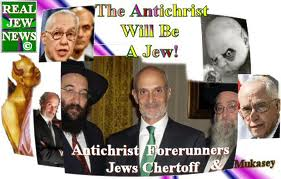 REAL
JEW
NEWS
©
The Antichrist
Will Be
A Jew!
Antichrist Forerunners
Jews Chertoff & Mukasey